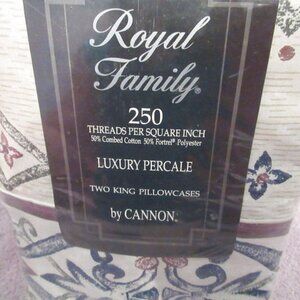 Royal
Family®
250
THREADS PER SQUARE INCH
50% Combed Cotton 50% Fortrel® Polyester
LUXURY PERCALE
TWO KING PILLOWCASES
by CANNON®